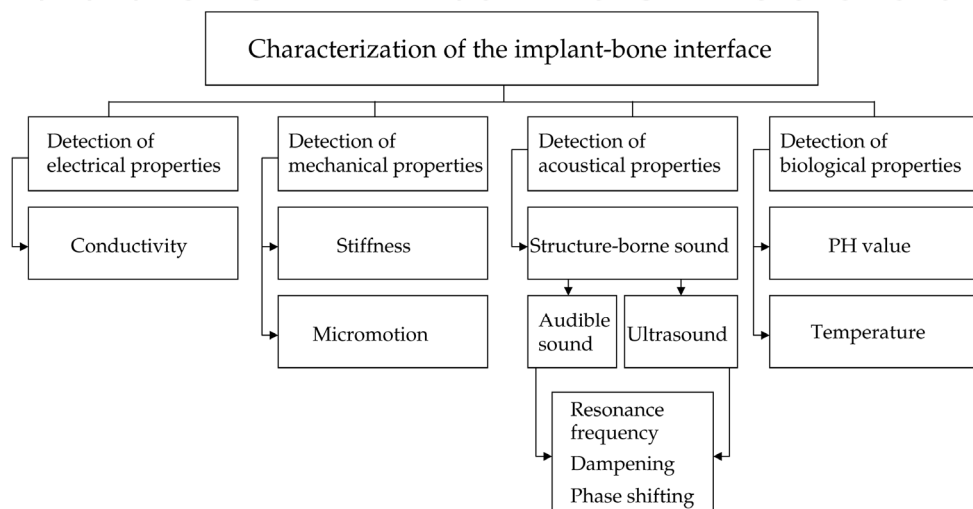 Characterization of the implant-bone interface
Detection of
electrical properties
Conductivity
Detection of
mechanical properties
Stiffness
Micromotion
Detection of
acoustical properties
Structure-borne sound
Audible
sound
Ultrasound
Resonance
frequency
Dampening
Phase shifting
Detection of
biological properties
PH value
Temperature